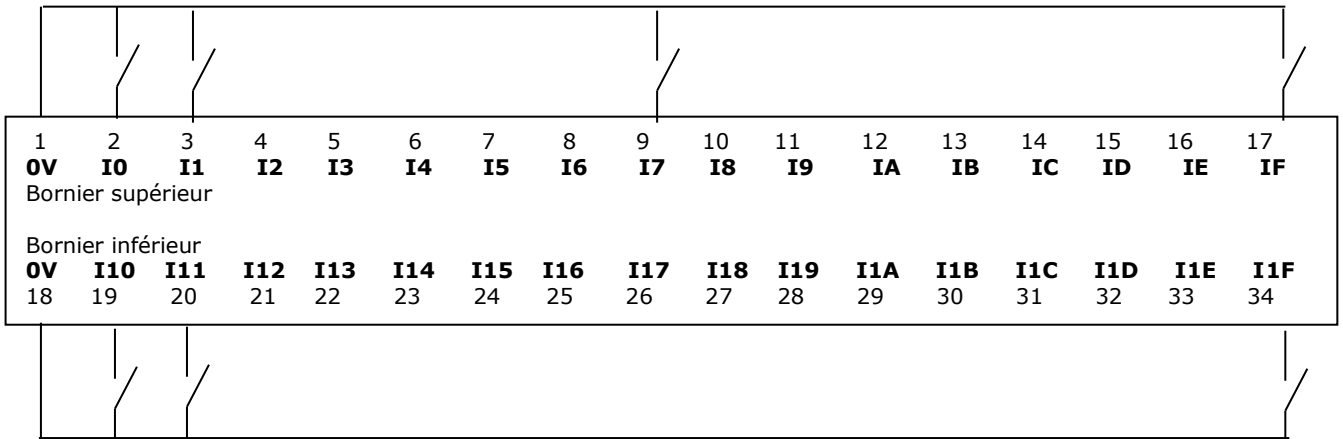 1 2 3 4 5 6 7 8 9 10 11 12 13 14 15 16 17
0V I0 I1 I2 I3 I4 I5 I6 I7 I8 I9 IA IB IC ID IE IF
Bornier supérieur
Bornier inférieur
0V I10 I11 I12 I13 I14 I15 I16 I17 I18 I19 I1A I1B I1C I1D I1E I1F
18 19 20 21 22 23 24 25 26 27 28 29 30 31 32 33 34